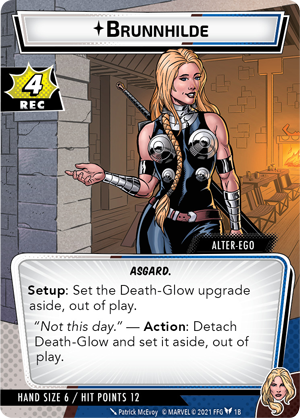 BRUNNHILDE
4
REC
ALTER-EGO
ASGARD.
Setup: Set the Death-Glow upgrade
aside, out of play.
"Not this day." — Action: Detach
Death-Glow and set it aside, out of
play.
HAND SIZE 6 / HIT POINTS 12
Patrick McEvoy © MARVEL © 2021 FFG 1B